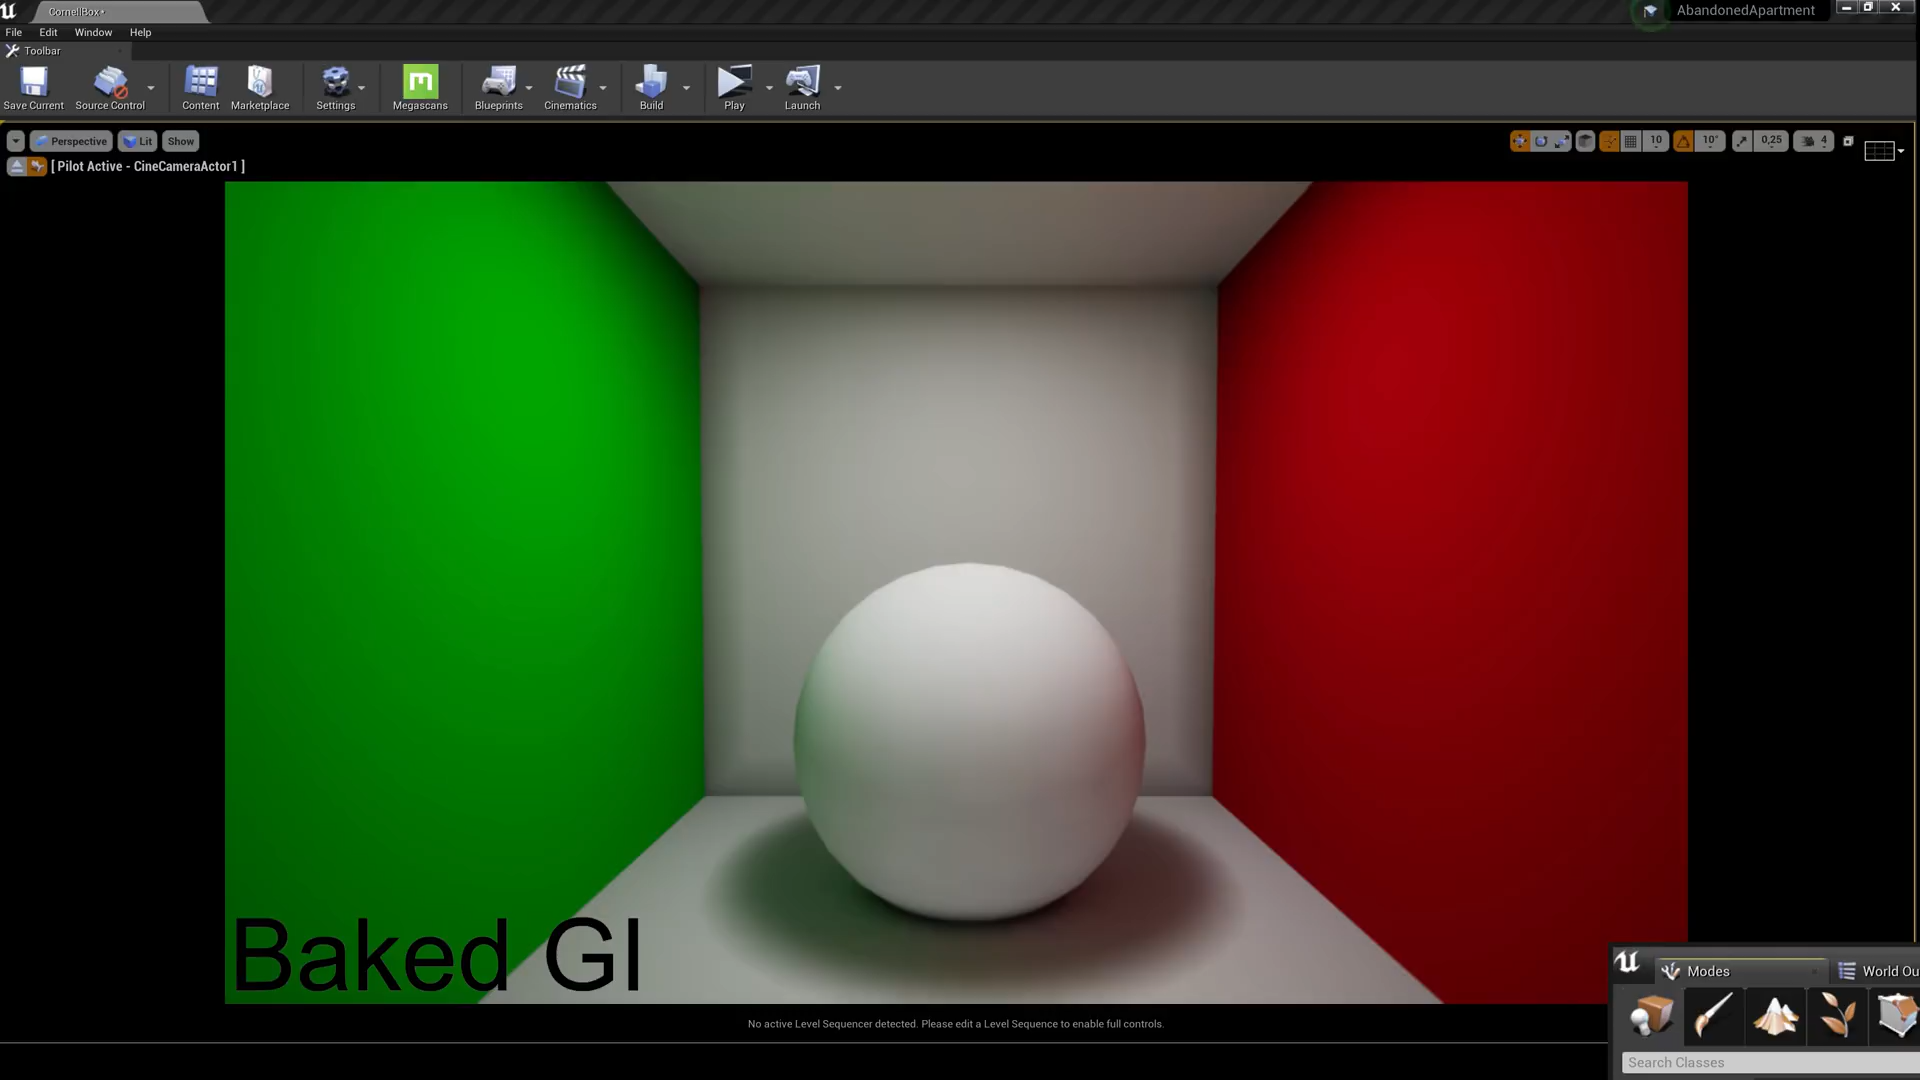 CornellBox*
AbandonedApartment
File Edit Window Help
Toolbar
Save Current Source Control Content Marketplace Settings Megascans Blueprints Cinematics Build Play Launch
Perspective Lit Show
10 10° 0,25 4
[ Pilot Active - CineCameraActor1 ]
Baked GI
Modes World Ou
No active Level Sequencer detected. Please edit a Level Sequence to enable full controls.
Search Classes